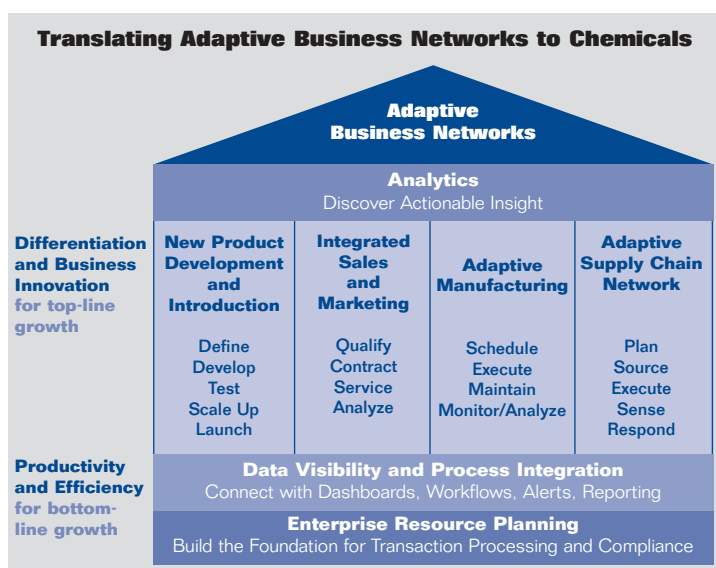 Translating Adaptive Business Networks to Chemicals
Adaptive
Business Networks
Analytics
Discover Actionable Insight
Differentiation
and Business
Innovation
for top-line
growth
New Product
Development
and
Introduction
Define
Develop
Test
Scale Up
Launch
Integrated
Sales
and
Marketing
Qualify
Contract
Service
Analyze
Adaptive
Manufacturing
Schedule
Execute
Maintain
Monitor/Analyze
Adaptive
Supply Chain
Network
Plan
Source
Execute
Sense
Respond
Productivity
and Efficiency
for bottom-
line growth
Data Visibility and Process Integration
Connect with Dashboards, Workflows, Alerts, Reporting
Enterprise Resource Planning
Build the Foundation for Transaction Processing and Compliance